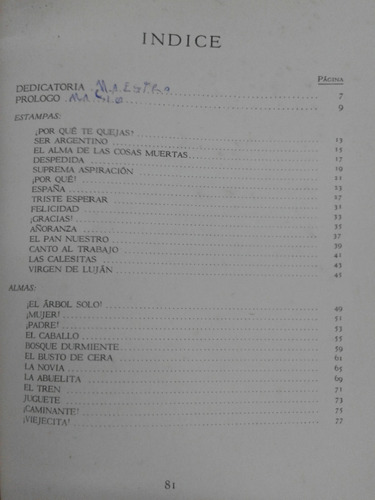 INDICE
PÁGINA
DEDICATORIA 7
PROLOGO 9
ESTAMPAS:
¡POR QUÉ TE QUEJAS!
SER ARGENTINO 13
EL ALMA DE LAS COSAS MUERTAS 15
DESPEDIDA 17
SUPREMA ASPIRACIÓN 19
¡POR QUÉ! 21
ESPAÑA 23
TRISTE ESPERAR 27
FELICIDAD 31
¡GRACIAS! 33
AÑORANZA 35
EL PAN NUESTRO 37
CANTO AL TRABAJO 39
LAS CALESITAS 41
VIRGEN DE LUJÁN 43
45
ALMAS:
¡EL ÁRBOL SOLO! 49
¡MUJER! 51
¡PADRE! 53
EL CABALLO 55
BOSQUE DURMIENTE 59
EL BUSTO DE CERA 61
LA NOVIA 65
LA ABUELITA 69
EL TREN 71
JUGUETE 73
¡CAMINANTE! 75
¡VIEJECITA! 77
81